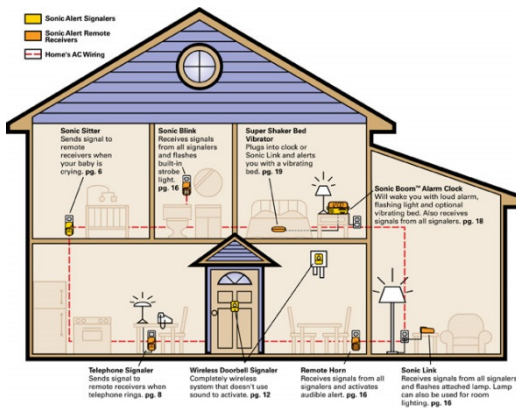 Sonic Alert Signalers
Sonic Alert Remote
Receivers
Home's AC Wiring
Sonic Sitter
Sends signal to
remote
receivers when
your baby is
crying. pg. 6
Sonic Blink
Receives signals
from all signalers
and flashes
built-in
strobe
light.
pg. 16
Super Shaker Bed
Vibrator
Plugs into clock or
Sonic Link and alerts
you with a vibrating
bed. pg. 19
Sonic Boom™ Alarm Clock
Will wake you with loud alarm,
flashing light and optional
vibrating bed. Also receives
signals from all signalers. pg. 18
Telephone Signaler
Sends signal to
remote receivers when
telephone rings. pg. 8
Wireless Doorbell Signaler
Completely wireless
system that doesn't use
sound to activate. pg. 12
Remote Horn
Receives signals from all
signalers and activates
audible alert. pg. 16
Sonic Link
Receives signals from all signalers
and flashes attached lamp. Lamp
can also be used for room
lighting. pg. 16